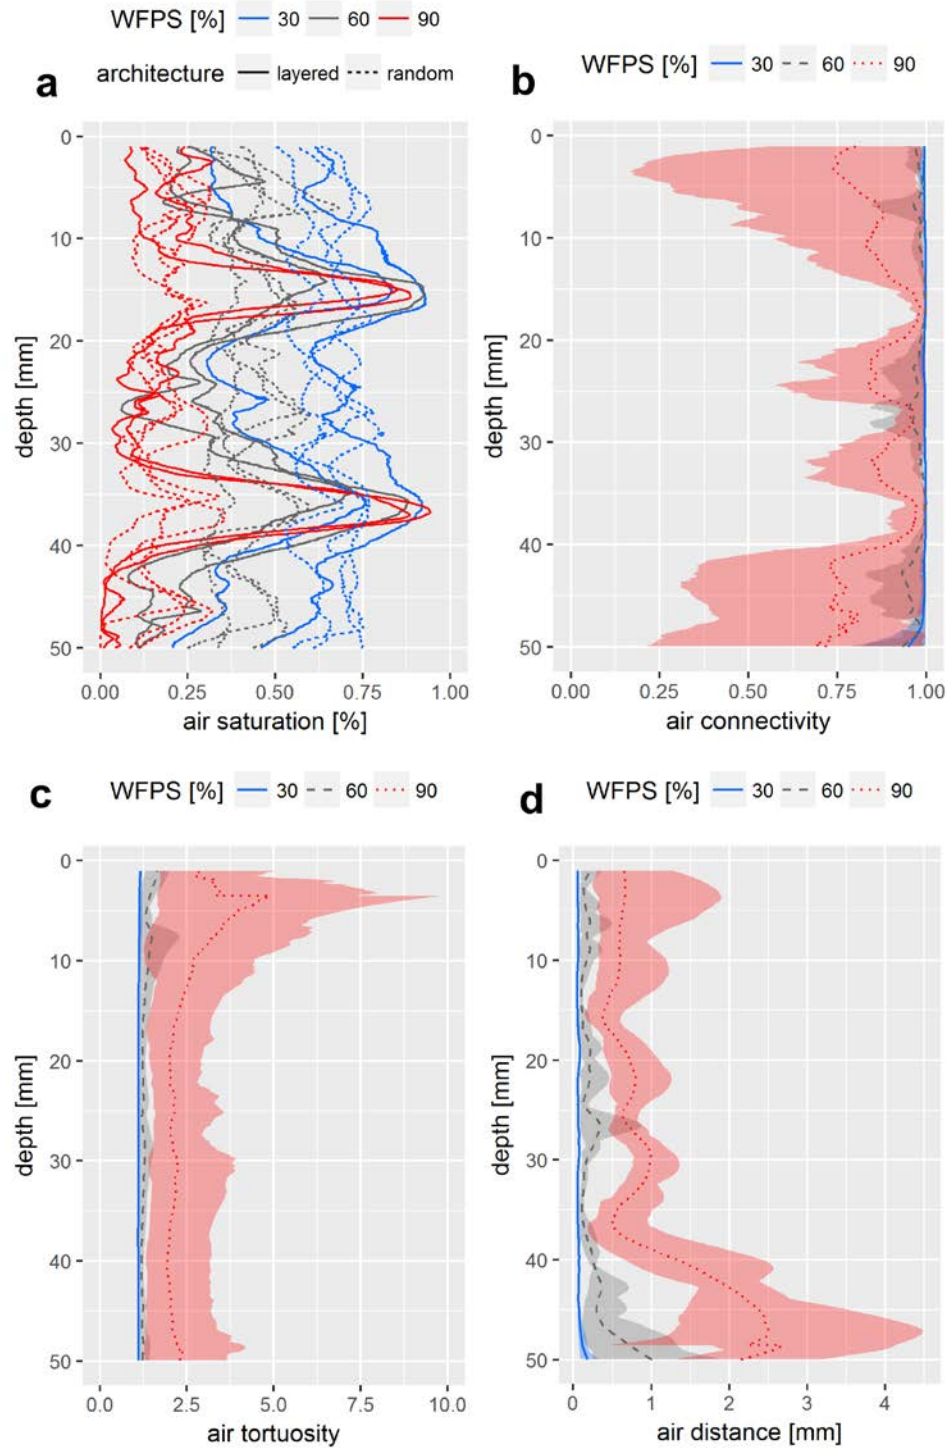 WFPS [%] 30 60 90
architecture layered random
a
0
10
20
30
40
50
depth [mm]
0.00 0.25 0.50 0.75 1.00
air saturation [%]
b
WFPS [%] 30 60 90
0
10
20
30
40
50
depth [mm]
0.00 0.25 0.50 0.75 1.00
air connectivity
c
WFPS [%] 30 60 90
0
10
20
30
40
50
depth [mm]
0.0 2.5 5.0 7.5 10.0
air tortuosity
d
WFPS [%] 30 60 90
0
10
20
30
40
50
depth [mm]
0 1 2 3 4
air distance [mm]